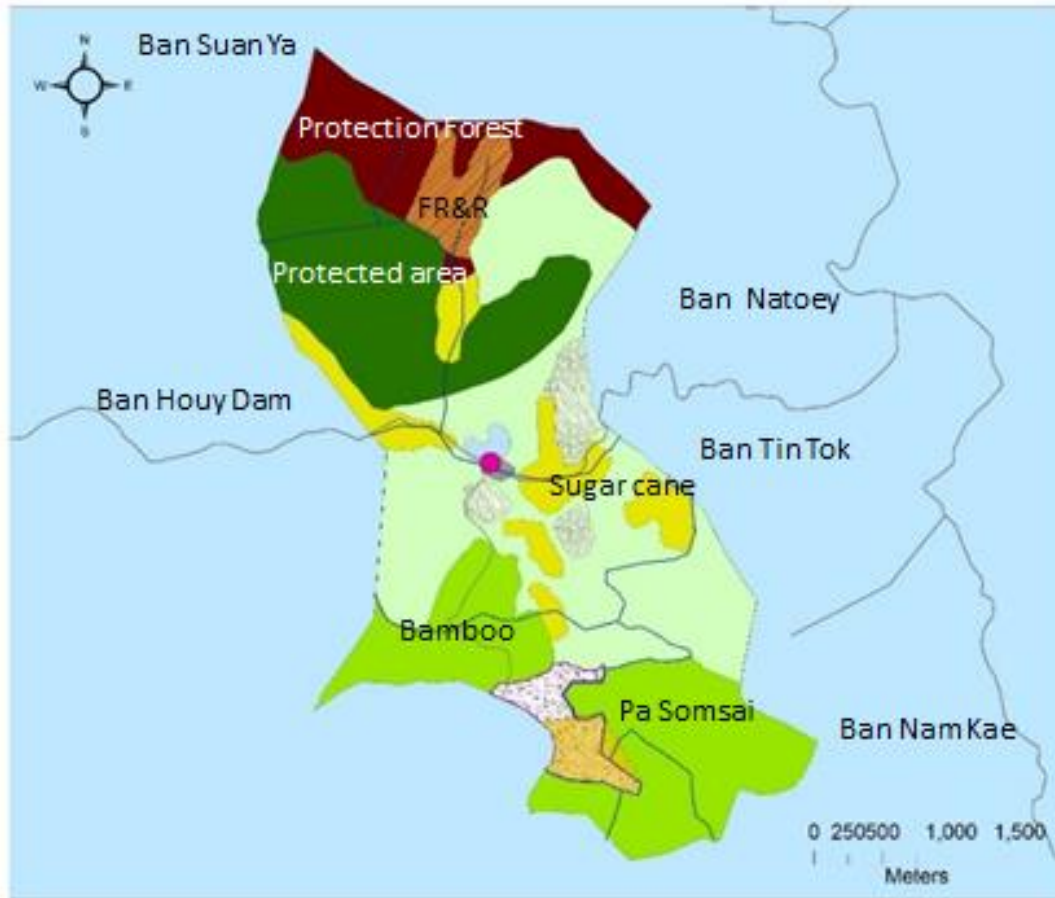 N
Ban Suan Ya
W E
S
Protection Forest
FR&R
Protected area
Ban Natoey
Ban Houy Dam
Ban Tin Tok
Sugar cane
Bamboo
Pa Somsai
Ban Nam Kae
0 250500 1,000 1,500
Meters